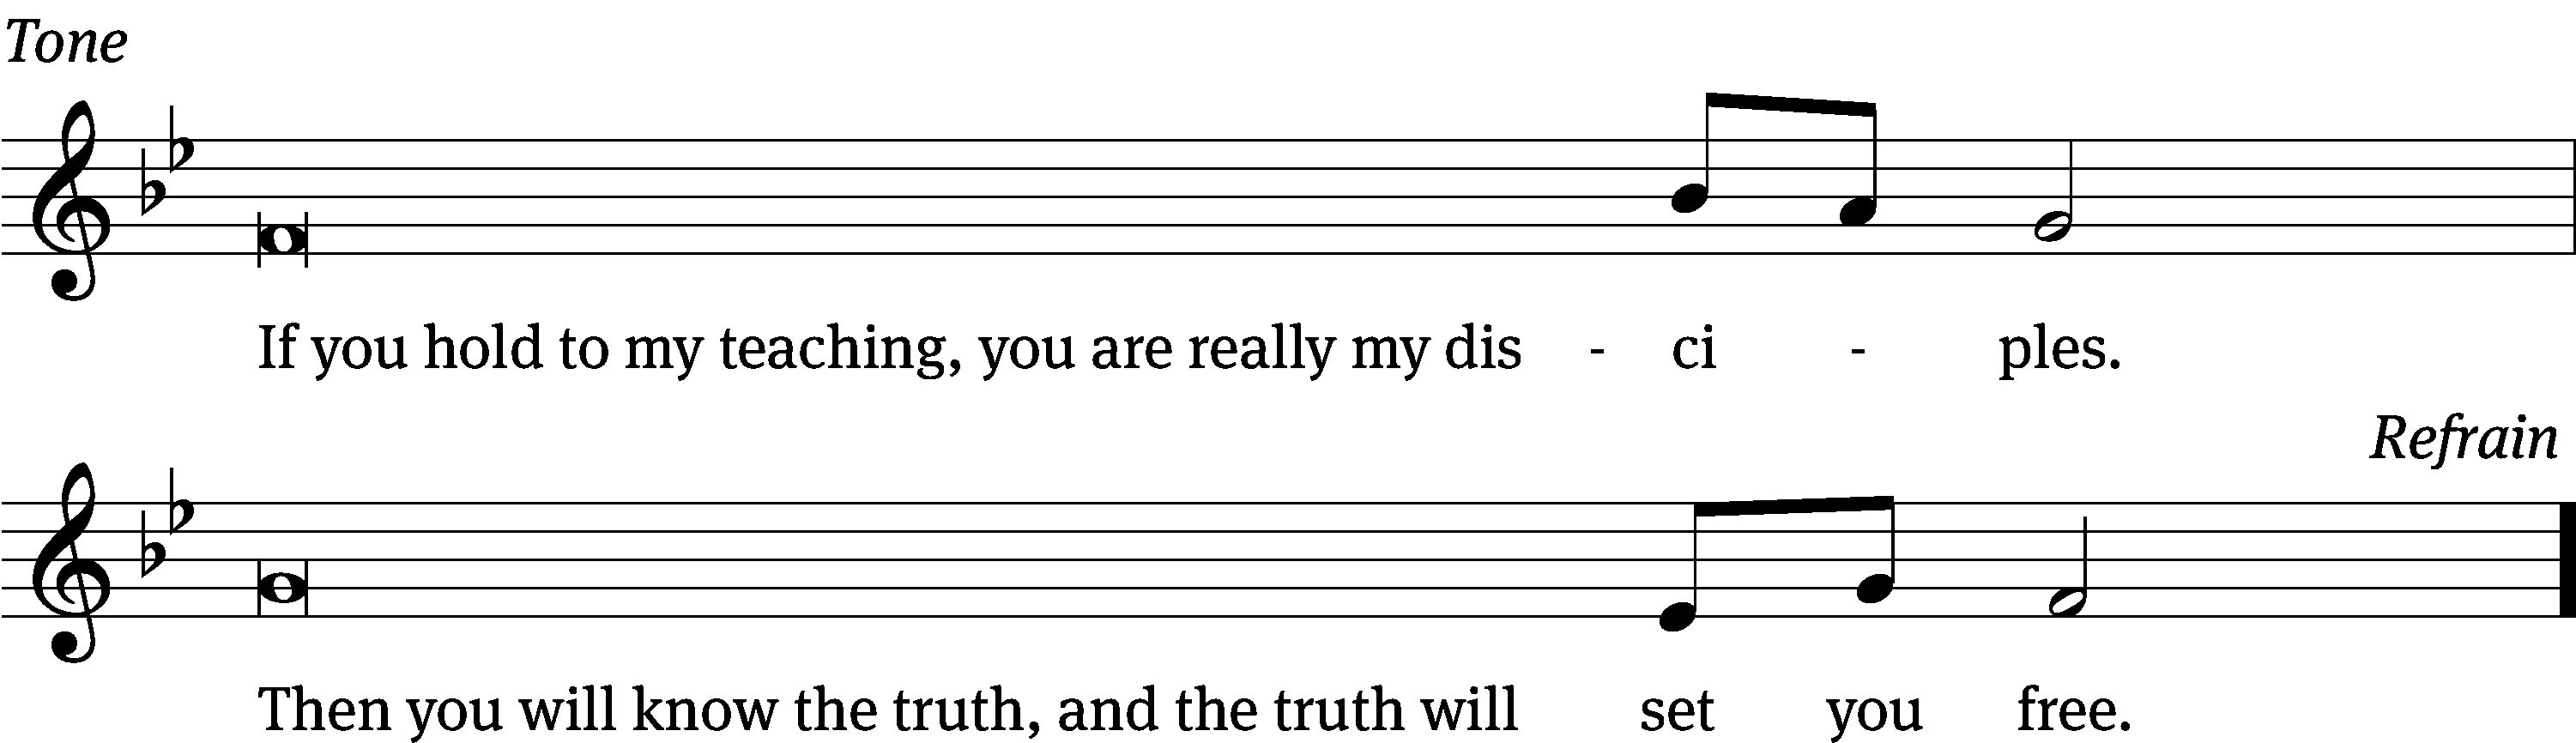 Tone
If you hold to my teaching, you are really my dis - ci - ples.
Refrain
Then you will know the truth, and the truth will set you free.